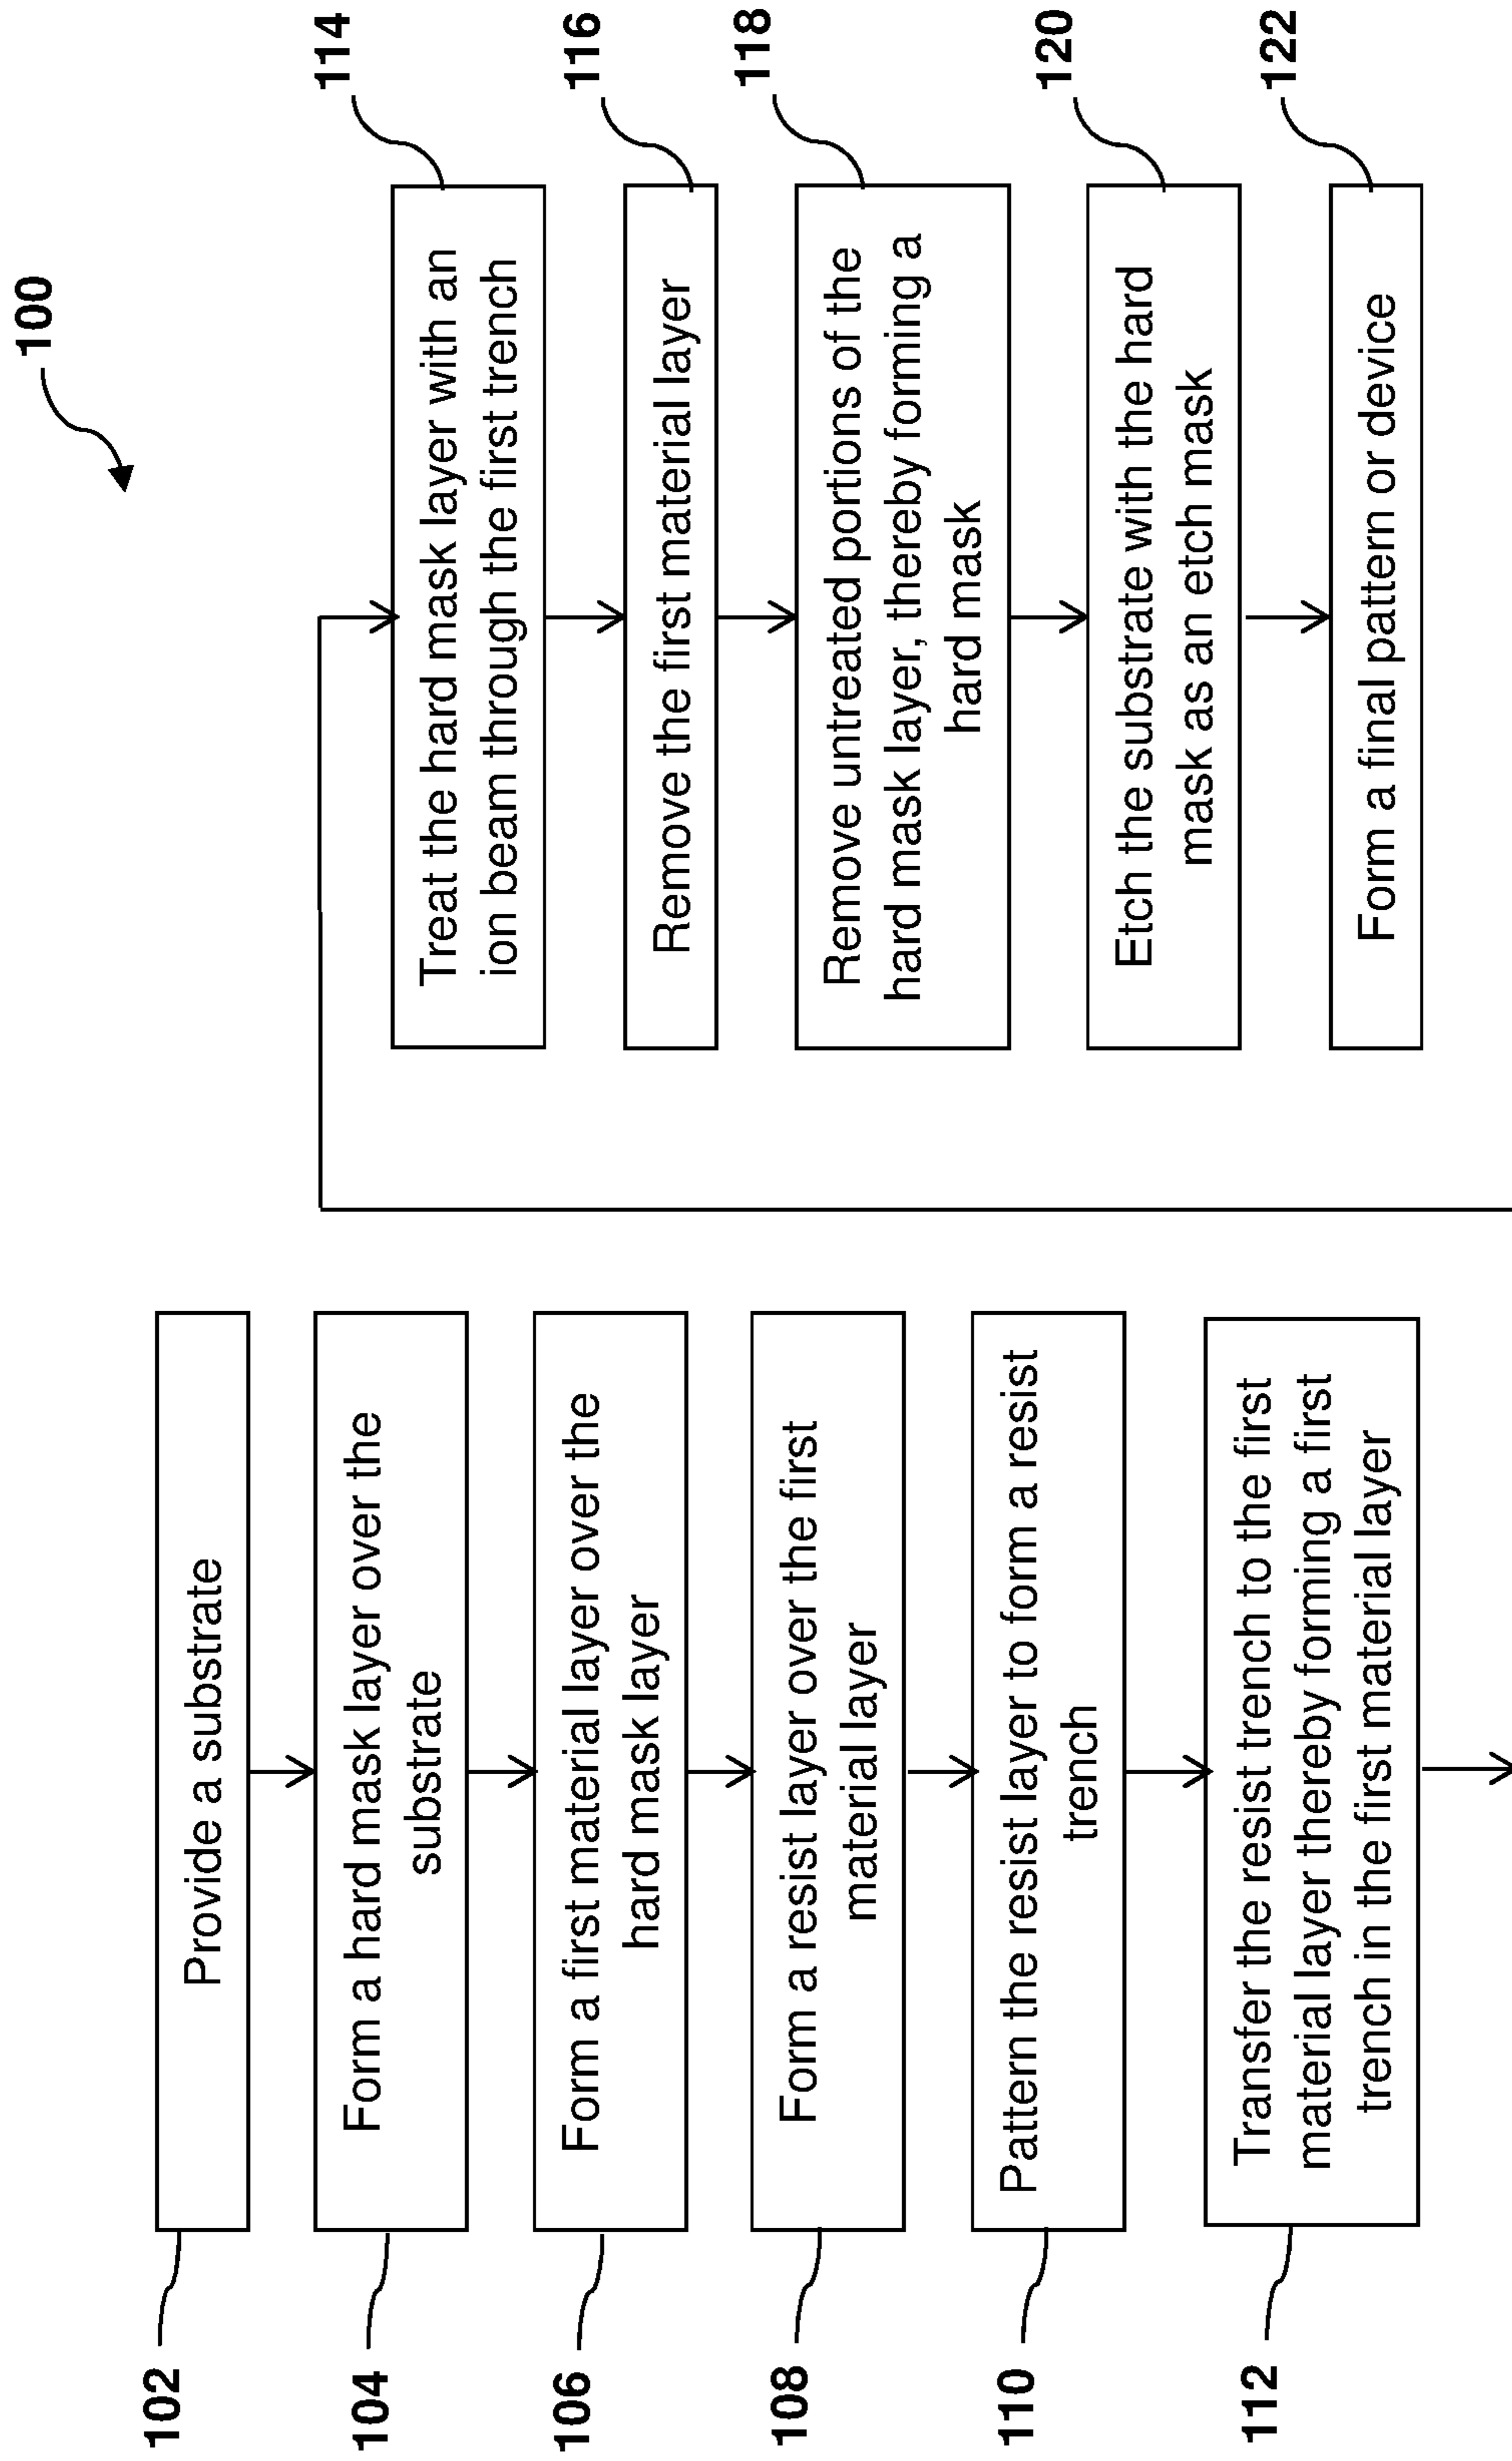 100
102
Provide a substrate
104
Form a hard mask layer over the
substrate
106
Form a first material layer over the
hard mask layer
108
Form a resist layer over the first
material layer
110
Pattern the resist layer to form a resist
trench
112
Transfer the resist trench to the first
material layer thereby forming a first
trench in the first material layer
114
Treat the hard mask layer with an
ion beam through the first trench
116
Remove the first material layer
118
Remove untreated portions of the
hard mask layer, thereby forming a
hard mask
120
Etch the substrate with the hard
mask as an etch mask
122
Form a final pattern or device